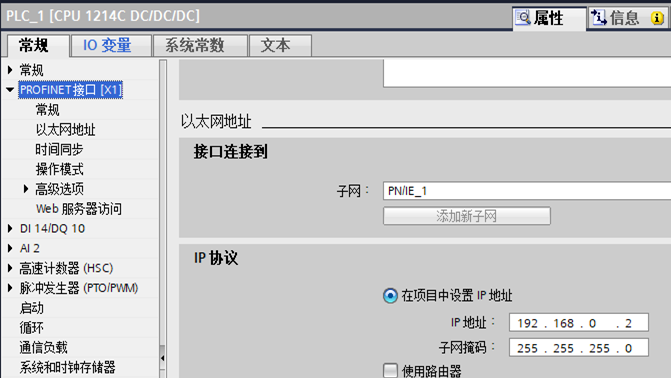 PLC_1 [CPU 1214C DC/DC/DC]
属性
信息
常规
IO 变量
系统常数
文本
常规
PROFINET接口 [X1]
常规
以太网地址
时间同步
操作模式
高级选项
Web 服务器访问
DI 14/DQ 10
AI 2
高速计数器 (HSC)
脉冲发生器 (PTO/PWM)
启动
循环
通信负载
系统和时钟存储器
以太网地址
接口连接到
子网：
PN/IE_1
添加新子网
IP 协议
在项目中设置 IP 地址
IP 地址： 192 . 168 . 0 . 2
子网掩码： 255 . 255 . 255 . 0
使用路由器